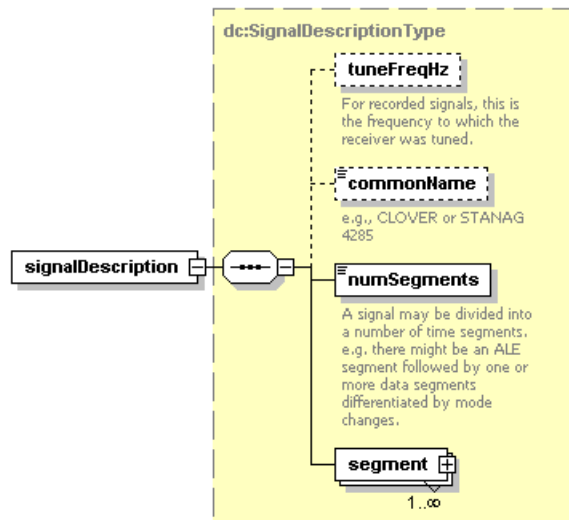 dc:SignalDescriptionType
tuneFreqHz
For recorded signals, this is
the frequency to which the
receiver was tuned.
commonName
e.g., CLOVER or STANAG
4285
signalDescription
numSegments
A signal may be divided into
a number of time segments.
e.g. there might be an ALE
segment followed by one or
more data segments
differentiated by mode
changes.
segment
1..∞